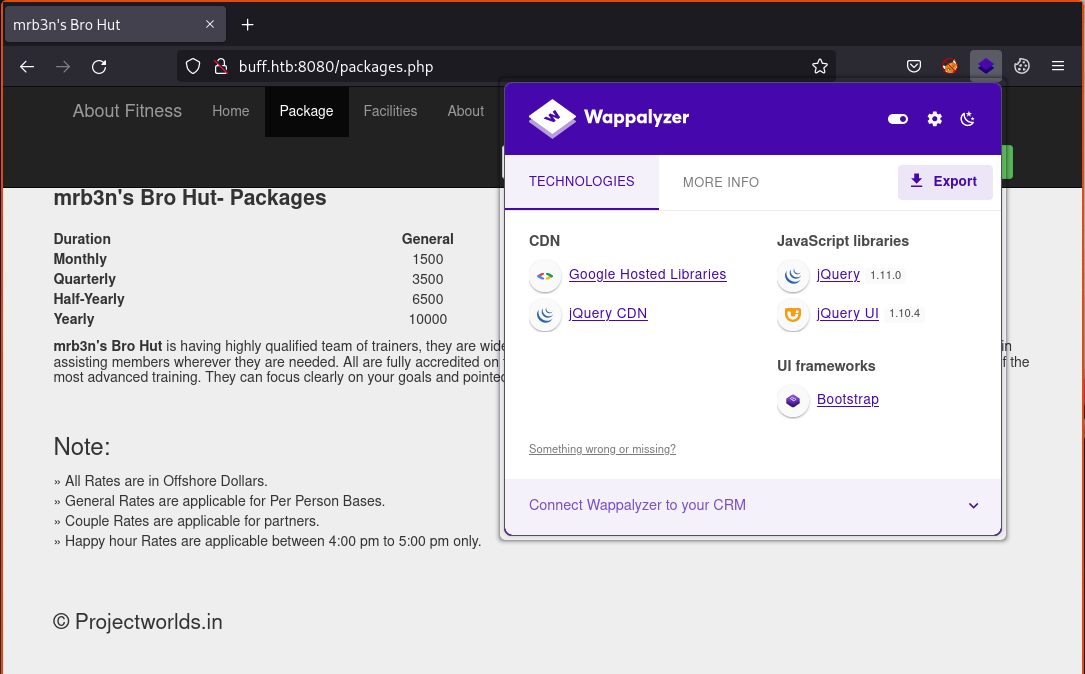 mrb3n's Bro Hut
buff.htb:8080/packages.php
About Fitness Home Package Facilities About
mrb3n's Bro Hut- Packages
Duration General
Monthly 1500
Quarterly 3500
Half-Yearly 6500
Yearly 10000
mrb3n's Bro Hut is having highly qualified team of trainers, they are wide in
assisting members wherever they are needed. All are fully accredited on f the
most advanced training. They can focus clearly on your goals and pointed
Note:
» All Rates are in Offshore Dollars.
» General Rates are applicable for Per Person Bases.
» Couple Rates are applicable for partners.
» Happy hour Rates are applicable between 4:00 pm to 5:00 pm only.
© Projectworlds.in
Wappalyzer
TECHNOLOGIES MORE INFO Export
CDN
Google Hosted Libraries
jQuery CDN
JavaScript libraries
jQuery 1.11.0
jQuery UI 1.10.4
UI frameworks
Bootstrap
Something wrong or missing?
Connect Wappalyzer to your CRM